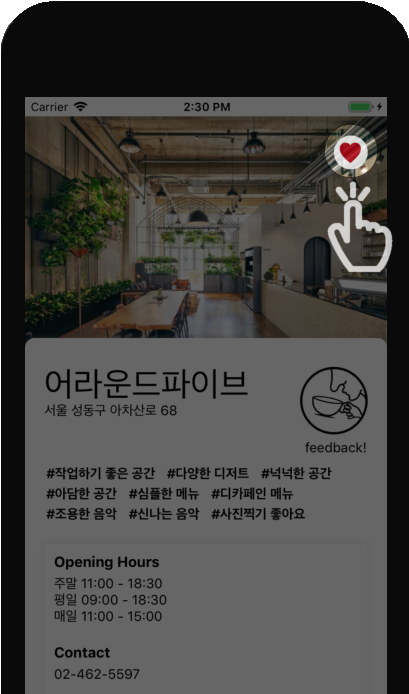 Carrier 2:30 PM
어라운드파이브
서울 성동구 아차산로 68
feedback!
#작업하기 좋은 공간 #다양한 디저트 #넉넉한 공간
#아담한 공간 #심플한 메뉴 #디카페인 메뉴
#조용한 음악 #신나는 음악 #사진찍기 좋아요
Opening Hours
주말 11:00 - 18:30
평일 09:00 - 18:30
매일 11:00 - 15:00
Contact
02-462-5597